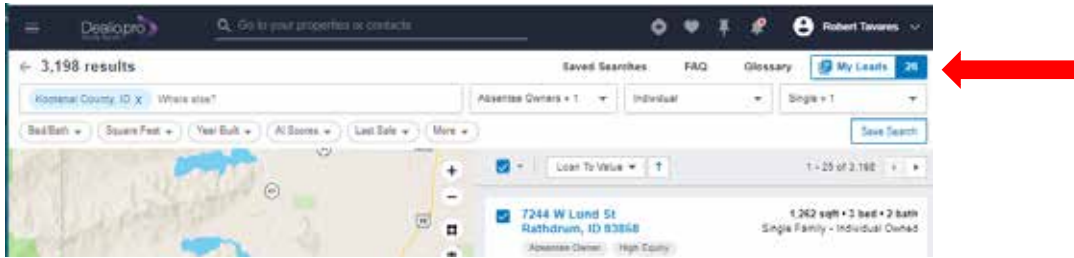 Dealopro
Go to your properties or contacts
Robert Tavares
3,198 results
Saved Searches FAQ Glossary My Leads 26
Kootenai County, ID X Where else?
Absentee Owners + 1 Individual Single + 1
Bed/Bath Square Feet Year Built AI Scores Last Sale More +
Save Search
Loan To Value
1 - 25 of 3,198
7244 W Lund St
Rathdrum, ID 83858
1,262 sqft • 3 bed • 2 bath
Single Family - Individual Owned
Absentee Owner High Equity